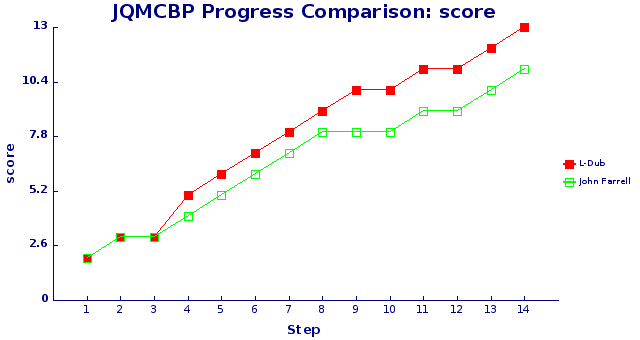 JQMCBP Progress Comparison: score
13
10.4
7.8
5.2
2.6
0
score
1 2 3 4 5 6 7 8 9 10 11 12 13 14
Step
L-Dub
John Farrell